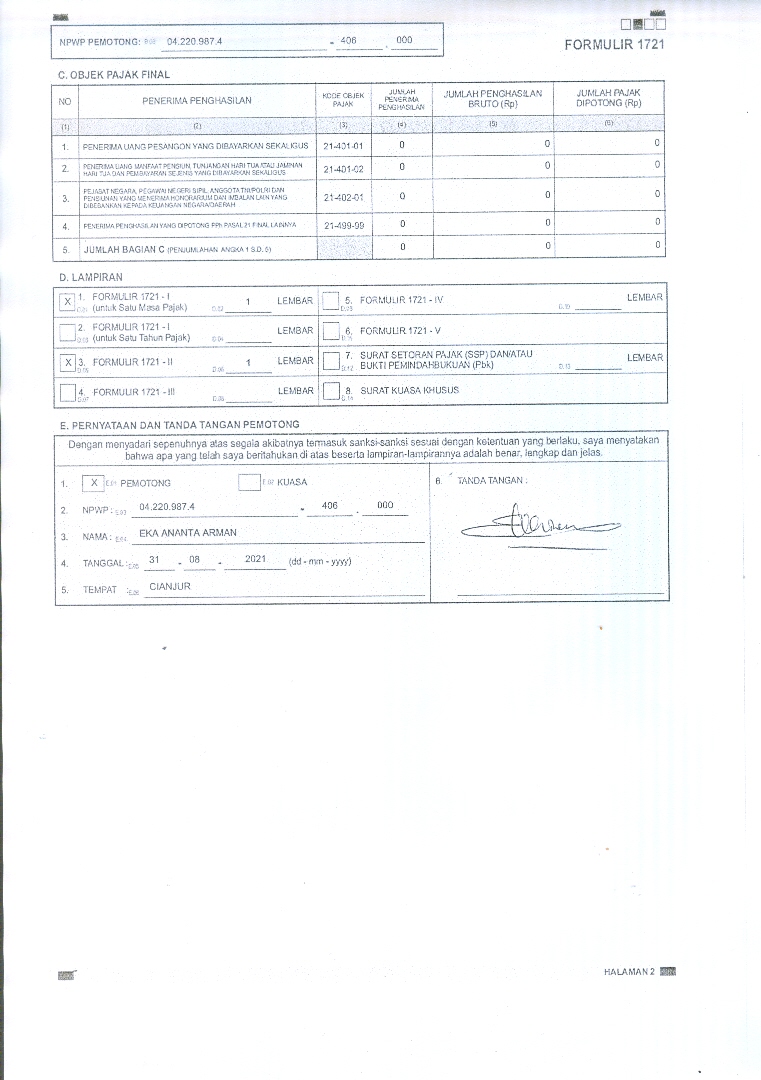 NPWP PEMOTONG: 04.220.987.4 - 406 . 000
FORMULIR 1721
C. OBJEK PAJAK FINAL
NO PENERIMA PENGHASILAN KODE OBJEK PAJAK JUMLAH PENERIMA PENGHASILAN JUMLAH PENGHASILAN BRUTO (Rp) JUMLAH PAJAK DIPOTONG (Rp)
(1) (2) (3) (4) (5) (6)
1. PENERIMA UANG PESANGON YANG DIBAYARKAN SEKALIGUS 21-401-01 0 0 0
2. PENERIMA UANG MANFAAT PENSIUN, TUNJANGAN HARI TUA ATAU JAMINAN
HARI TUA DAN PEMBAYARAN SEJENIS YANG DIBAYARKAN SEKALIGUS 21-401-02 0 0 0
3. PEJABAT NEGARA, PEGAWAI NEGERI SIPIL, ANGGOTA TNI/POLRI DAN
PENSIUNAN YANG MENERIMA HONORARIUM DAN IMBALAN LAIN YANG
DIBEBANKAN KEPADA KEUANGAN NEGARA/DAERAH 21-402-01 0 0 0
4. PENERIMA PENGHASILAN YANG DIPOTONG PPh PASAL 21 FINAL LAINNYA 21-499-99 0 0 0
5. JUMLAH BAGIAN C (PENJUMLAHAN ANGKA 1 S.D. 5) 0 0 0
D. LAMPIRAN
X 1. FORMULIR 1721 - I
(untuk Satu Masa Pajak) 1 LEMBAR
5. FORMULIR 1721 - IV LEMBAR
2. FORMULIR 1721 - I
(untuk Satu Tahun Pajak) LEMBAR
6. FORMULIR 1721 - V
X 3. FORMULIR 1721 - II 1 LEMBAR
7. SURAT SETORAN PAJAK (SSP) DAN/ATAU
BUKTI PEMINDAHBUKUAN (Pbk) LEMBAR
4. FORMULIR 1721 - III LEMBAR
8. SURAT KUASA KHUSUS
E. PERNYATAAN DAN TANDA TANGAN PEMOTONG
Dengan menyadari sepenuhnya atas segala akibatnya termasuk sanksi-sanksi sesuai dengan ketentuan yang berlaku, saya menyatakan
bahwa apa yang telah saya beritahukan di atas beserta lampiran-lampirannya adalah benar, lengkap dan jelas.
1. X E.01 PEMOTONG E.02 KUASA
2. NPWP : E.03 04.220.987.4 - 406 . 000
3. NAMA : E.04 EKA ANANTA ARMAN
4. TANGGAL : E.05 31 - 08 - 2021 (dd - mm - yyyy)
5. TEMPAT : E.06 CIANJUR
6. TANDA TANGAN :
HALAMAN 2